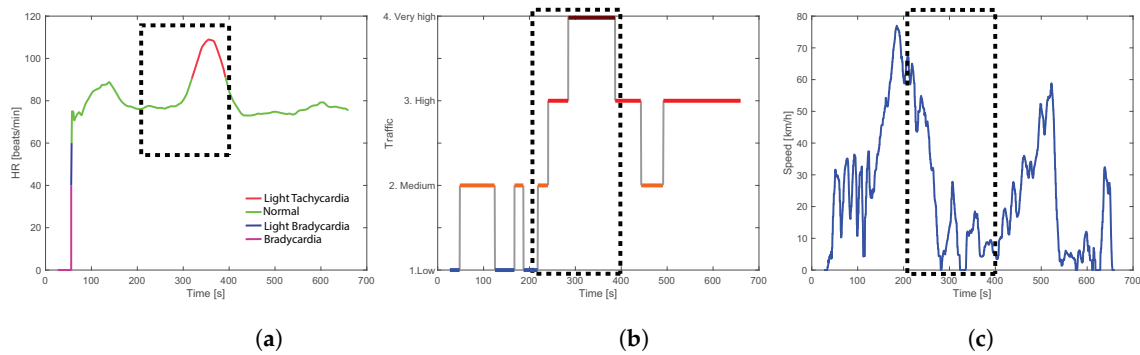 120
100
80
60
40
20
0
HR [beats/min]
Light Tachycardia
Normal
Light Bradycardia
Bradycardia
0 100 200 300 400 500 600 700
Time [s]
(a)
4. Very high
3. High
2. Medium
1.Low
Traffic
0 100 200 300 400 500 600 700
Time [s]
(b)
80
70
60
50
40
30
20
10
0
Speed [km/h]
0 100 200 300 400 500 600 700
Time [s]
(c)